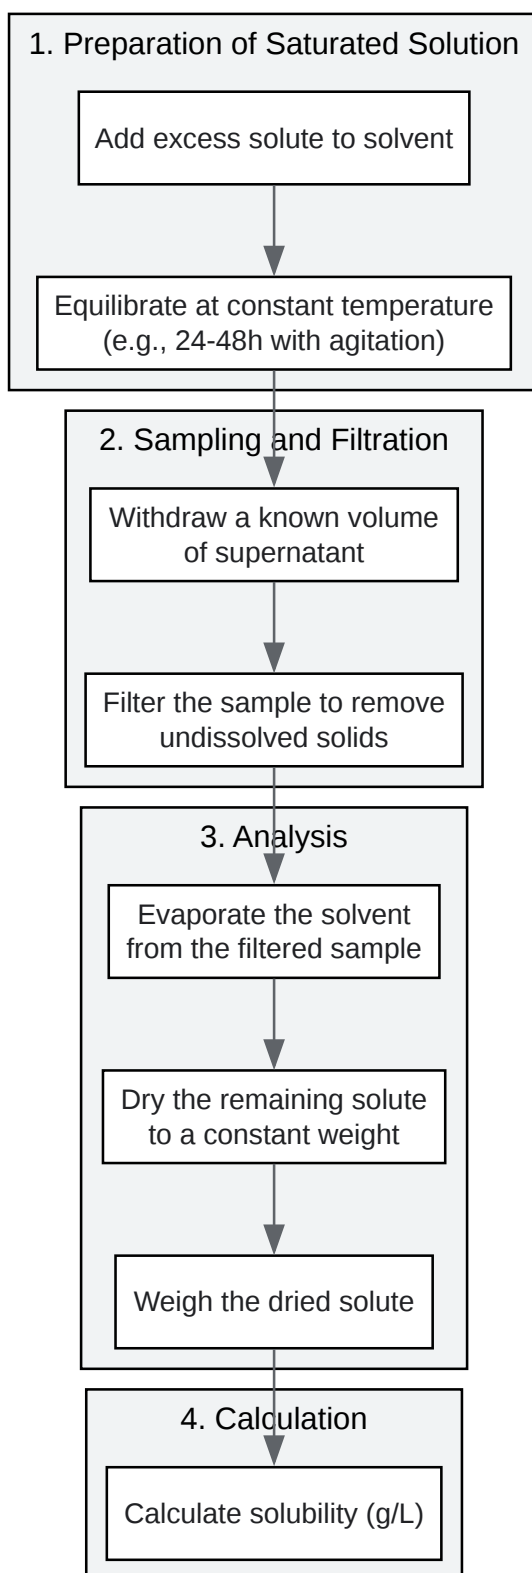 1. Preparation of Saturated Solution
Add excess solute to solvent
Equilibrate at constant temperature
(e.g., 24-48h with agitation)
2. Sampling and Filtration
Withdraw a known volume
of supernatant
Filter the sample to remove
undissolved solids
3. Analysis
Evaporate the solvent
from the filtered sample
Dry the remaining solute
to a constant weight
Weigh the dried solute
4. Calculation
Calculate solubility (g/L)